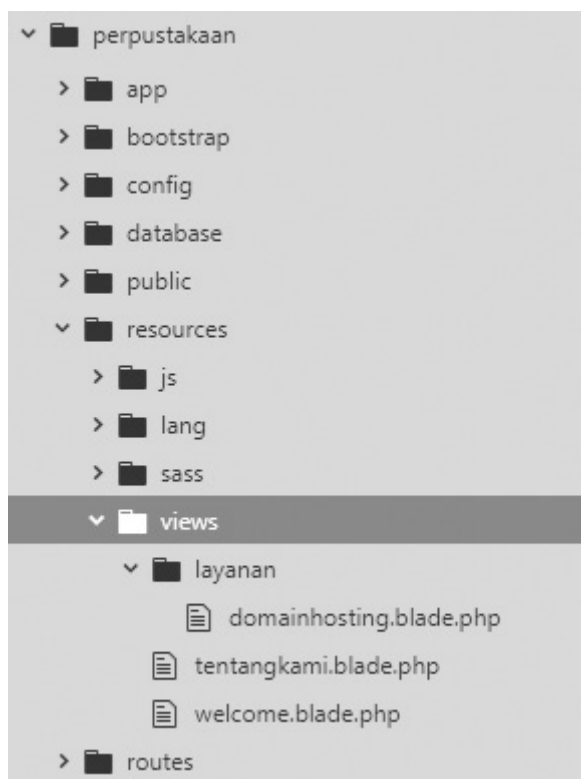 perpustakaan
app
bootstrap
config
database
public
resources
js
lang
sass
views
layanan
domainhosting.blade.php
tentangkami.blade.php
welcome.blade.php
routes